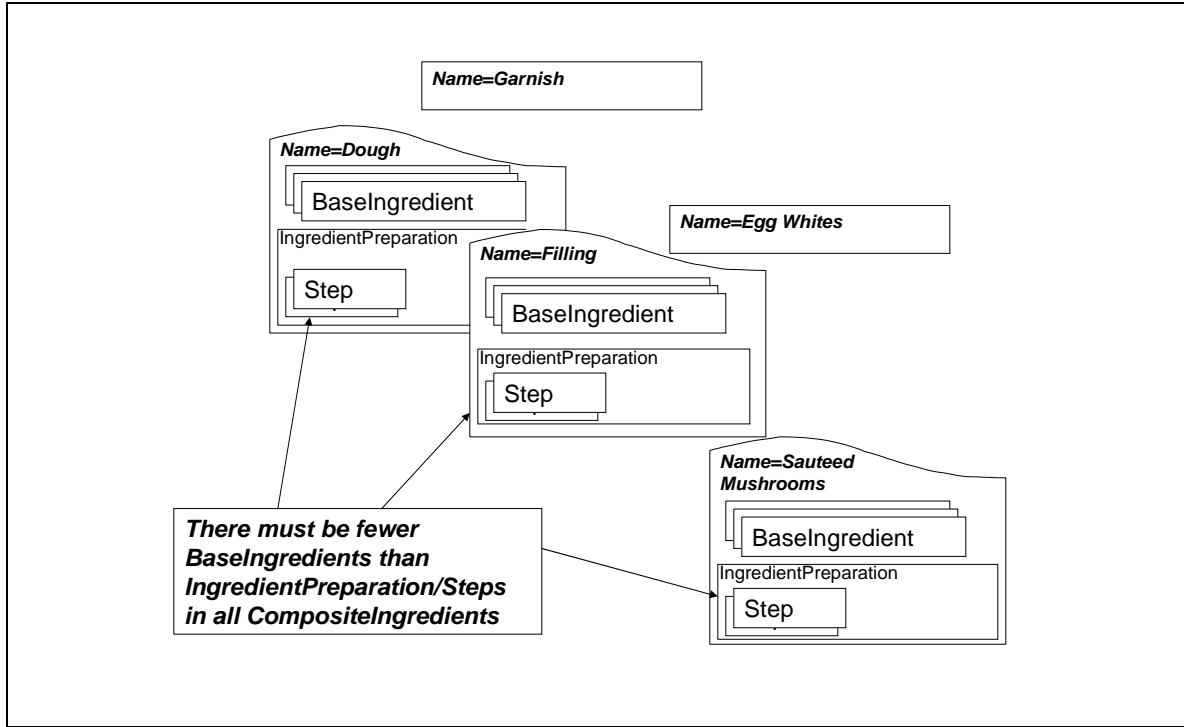 Name=Garnish
Name=Dough
BaseIngredient
IngredientPreparation
Step
Name=Egg Whites
Name=Filling
BaseIngredient
IngredientPreparation
Step
Name=Sauteed
Mushrooms
BaseIngredient
IngredientPreparation
Step
There must be fewer
BaseIngredients than
IngredientPreparation/Steps
in all CompositeIngredients